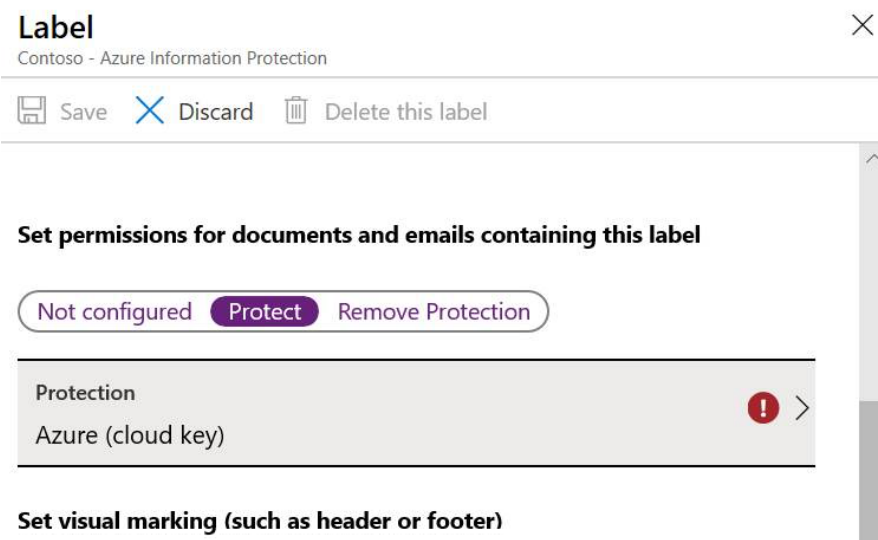 Label
Contoso - Azure Information Protection
Save Discard Delete this label
Set permissions for documents and emails containing this label
Not configured Protect Remove Protection
Protection
Azure (cloud key)
Set visual marking (such as header or footer)